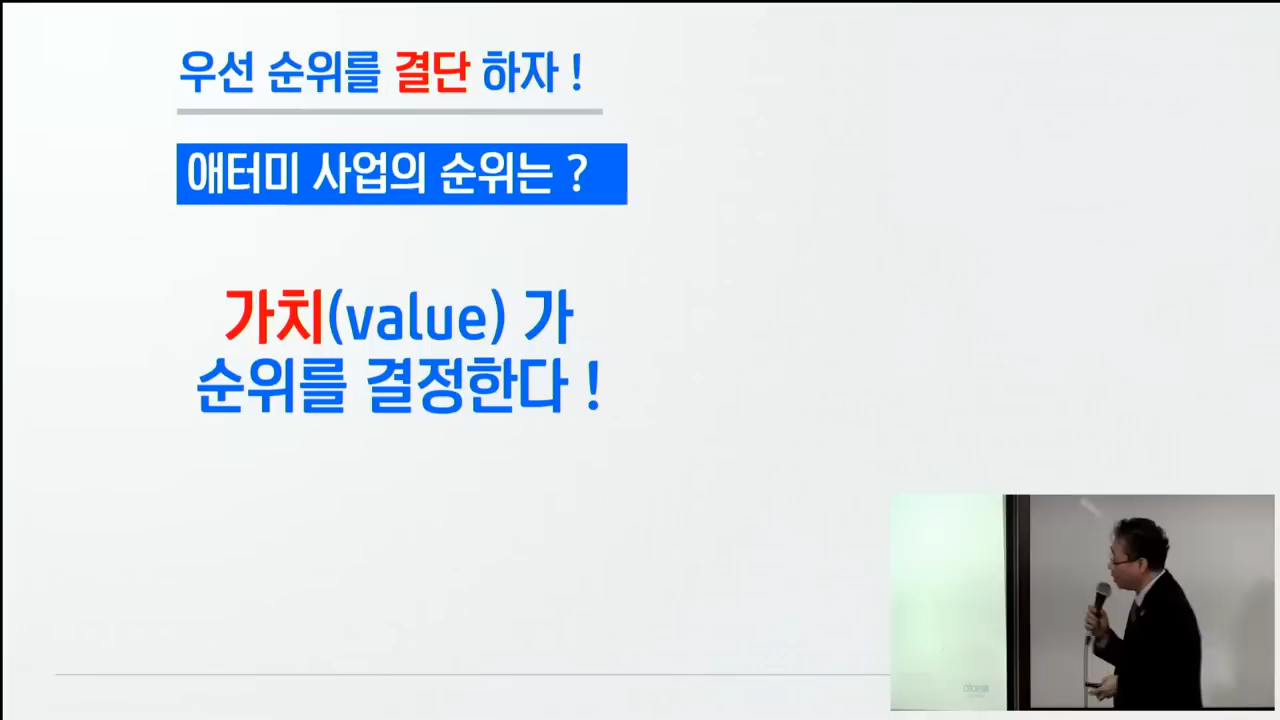 우선 순위를 결단 하자 !
애터미 사업의 순위는 ?
가치(value) 가
순위를 결정한다 !